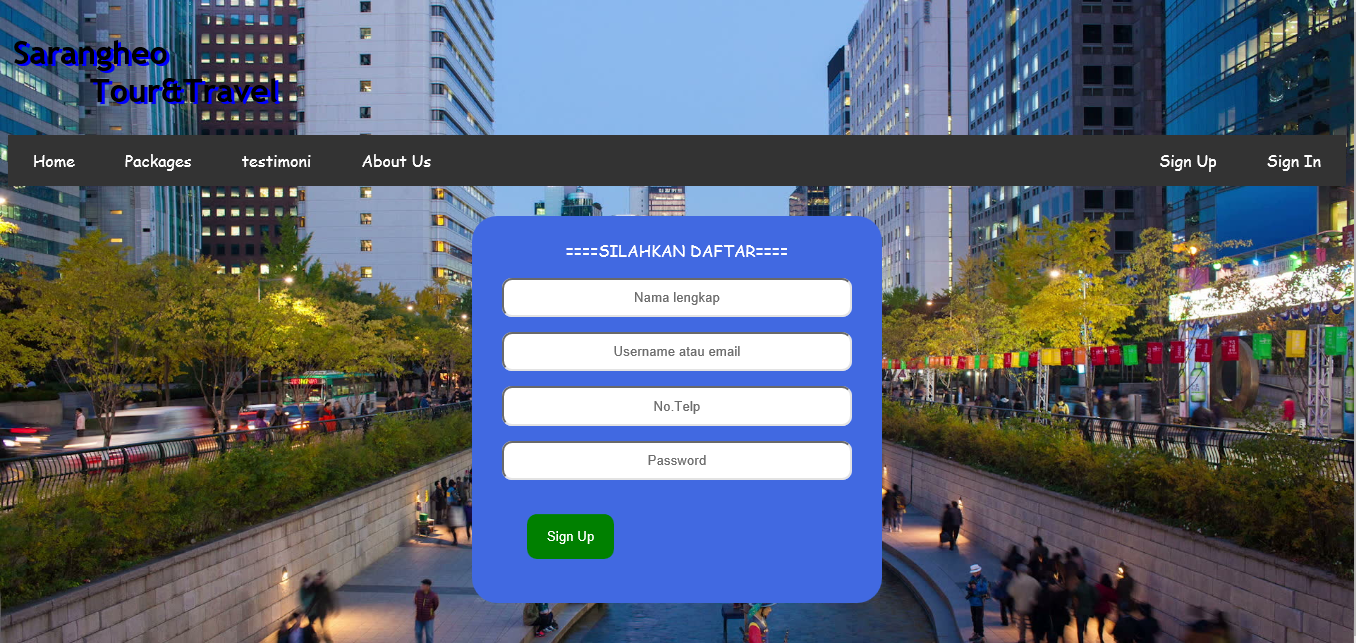 Sarangheo
Tour&Travel
Home Packages testimoni About Us Sign Up Sign In
====SILAHKAN DAFTAR====
Nama lengkap
Username atau email
No.Telp
Password
Sign Up